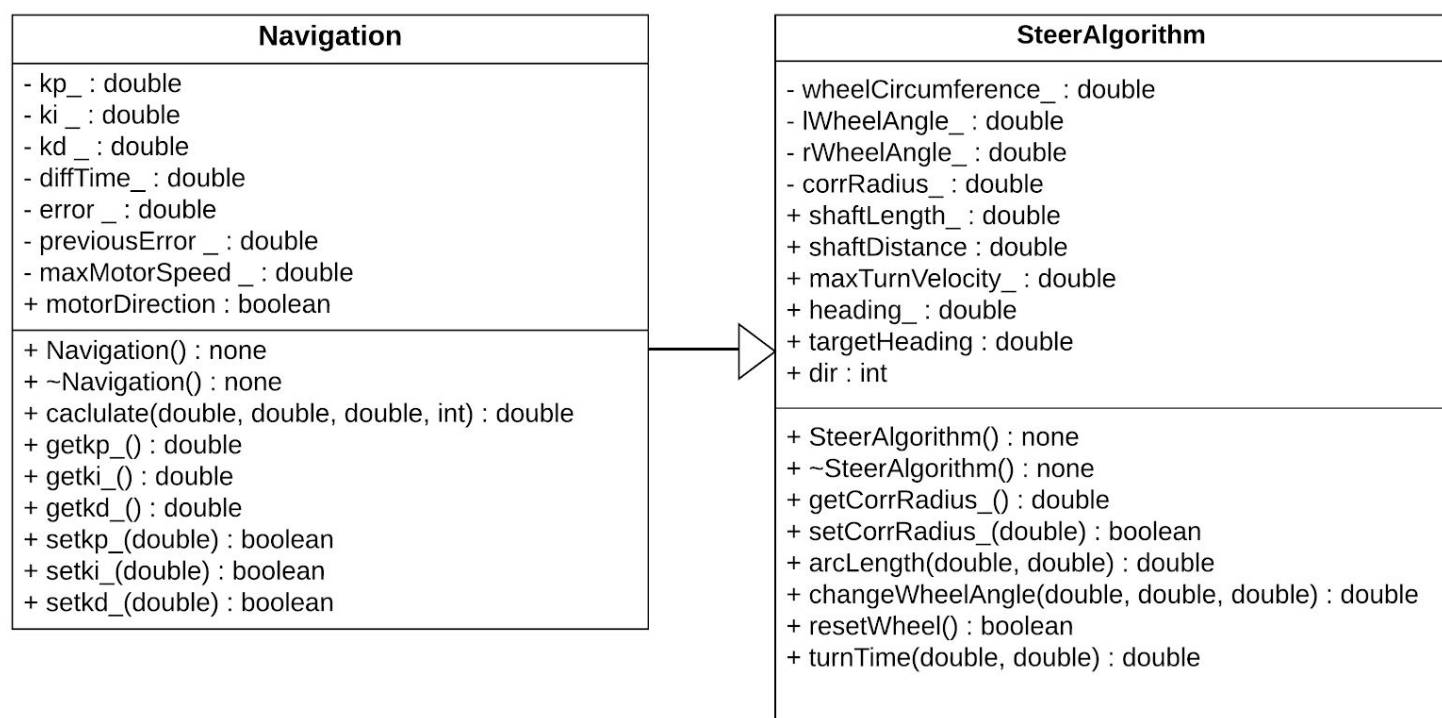 Navigation
- kp_ : double
- ki _ : double
- kd _ : double
- diffTime_ : double
- error _ : double
- previousError _ : double
- maxMotorSpeed _ : double
+ motorDirection : boolean
+ Navigation() : none
+ ~Navigation() : none
+ caclulate(double, double, double, int) : double
+ getkp_() : double
+ getki_() : double
+ getkd_() : double
+ setkp_(double) : boolean
+ setki_(double) : boolean
+ setkd_(double) : boolean
SteerAlgorithm
- wheelCircumference_ : double
- lWheelAngle_ : double
- rWheelAngle_ : double
- corrRadius_ : double
+ shaftLength_ : double
+ shaftDistance : double
+ maxTurnVelocity_ : double
+ heading_ : double
+ targetHeading : double
+ dir : int
+ SteerAlgorithm() : none
+ ~SteerAlgorithm() : none
+ getCorrRadius_() : double
+ setCorrRadius_(double) : boolean
+ arcLength(double, double) : double
+ changeWheelAngle(double, double, double) : double
+ resetWheel() : boolean
+ turnTime(double, double) : double